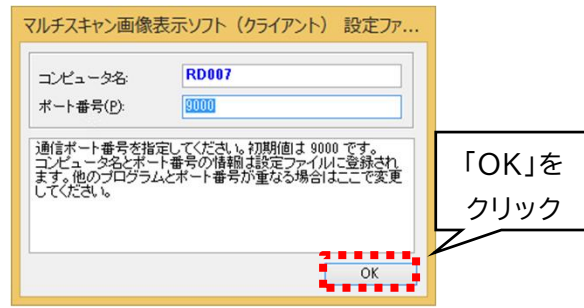 マルチスキャン画像表示ソフト（クライアント） 設定ファ...
コンピュータ名:
RD007
ポート番号(P):
9000
通信ポート番号を指定してください。初期値は 9000 です。
コンピュータ名とポート番号の情報は設定ファイルに登録され
ます。他のプログラムとポート番号が重なる場合はここで変更
してください。
「OK」を
クリック
OK